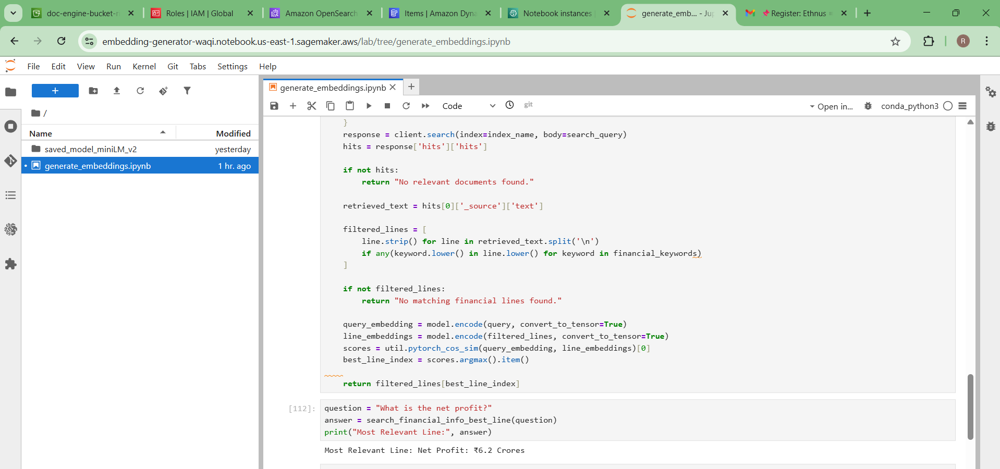 doc-engine-bucket-r
Roles | IAM | Global
Amazon OpenSearch
Items | Amazon Dyna
Notebook instances |
generate_emb... - Jup
📌Register: Ethnus =
embedding-generator-waqi.notebook.us-east-1.sagemaker.aws/lab/tree/generate_embeddings.ipynb
R
File Edit View Run Kernel Git Tabs Settings Help
generate_embeddings.ipynb
Code
git
Open in...
conda_python3
/
Name Modified
saved_model_miniLM_v2 yesterday
generate_embeddings.ipynb 1 hr. ago
}
response = client.search(index=index_name, body=search_query)
hits = response['hits']['hits']
if not hits:
return "No relevant documents found."
retrieved_text = hits[0]['_source']['text']
filtered_lines = [
line.strip() for line in retrieved_text.split('\n')
if any(keyword.lower() in line.lower() for keyword in financial_keywords)
]
if not filtered_lines:
return "No matching financial lines found."
query_embedding = model.encode(query, convert_to_tensor=True)
line_embeddings = model.encode(filtered_lines, convert_to_tensor=True)
scores = util.pytorch_cos_sim(query_embedding, line_embeddings)[0]
best_line_index = scores.argmax().item()
return filtered_lines[best_line_index]
[112]:
question = "What is the net profit?"
answer = search_financial_info_best_line(question)
print("Most Relevant Line:", answer)
Most Relevant Line: Net Profit: ₹6.2 Crores